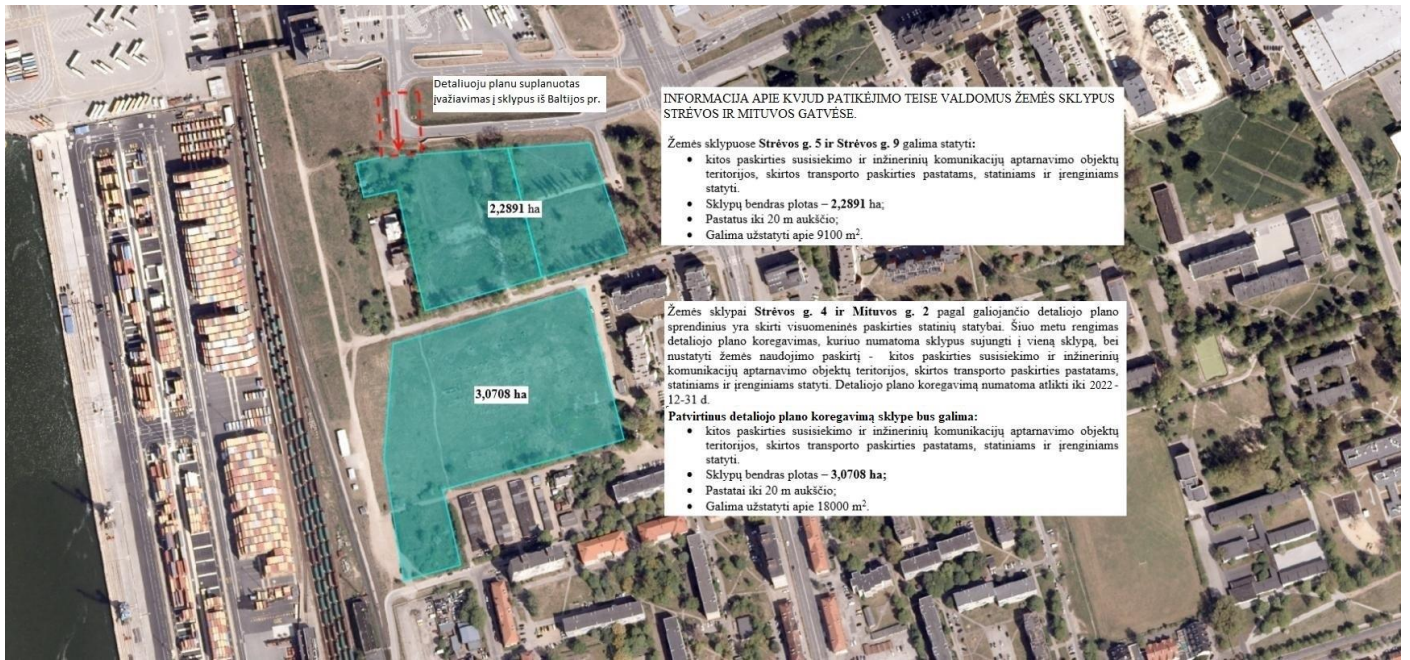 Detaliuoju planu suplanuotas
įvažiavimas į sklypus iš Baltijos pr.
INFORMACIJA APIE KVJUD PATIKĖJIMO TEISE VALDOMUS ŽEMĖS SKLYPUS
STRĖVOS IR MITUVOS GATVĖSE.
Žemės sklypuose Strėvos g. 5 ir Strėvos g. 9 galima statyti:
• kitos paskirties susisiekimo ir inžinerinių komunikacijų aptarnavimo objektų
teritorijos, skirtos transporto paskirties pastatams, statiniams ir įrenginiams
statyti.
• Sklypų bendras plotas – 2,2891 ha;
• Pastatus iki 20 m aukščio;
• Galima užstatyti apie 9100 m².
2,2891 ha
Žemės sklypai Strėvos g. 4 ir Mituvos g. 2 pagal galiojančio detaliojo plano
sprendinius yra skirti visuomeninės paskirties statinių statybai. Šiuo metu rengimas
detaliojo plano koregavimas, kuriuo numatoma sklypus sujungti į vieną sklypą, bei
nustatyti žemės naudojimo paskirtį - kitos paskirties susisiekimo ir inžinerinių
komunikacijų aptarnavimo objektų teritorijos, skirtos transporto paskirties pastatams,
statiniams ir įrenginiams statyti. Detaliojo plano koregavimą numatoma atlikti iki 2022-
12-31 d.
Patvirtinus detaliojo plano koregavimą sklype bus galima:
• kitos paskirties susisiekimo ir inžinerinių komunikacijų aptarnavimo objektų
teritorijos, skirtos transporto paskirties pastatams, statiniams ir įrenginiams
statyti.
• Sklypų bendras plotas – 3,0708 ha;
• Pastatai iki 20 m aukščio;
• Galima užstatyti apie 18000 m².
3,0708 ha